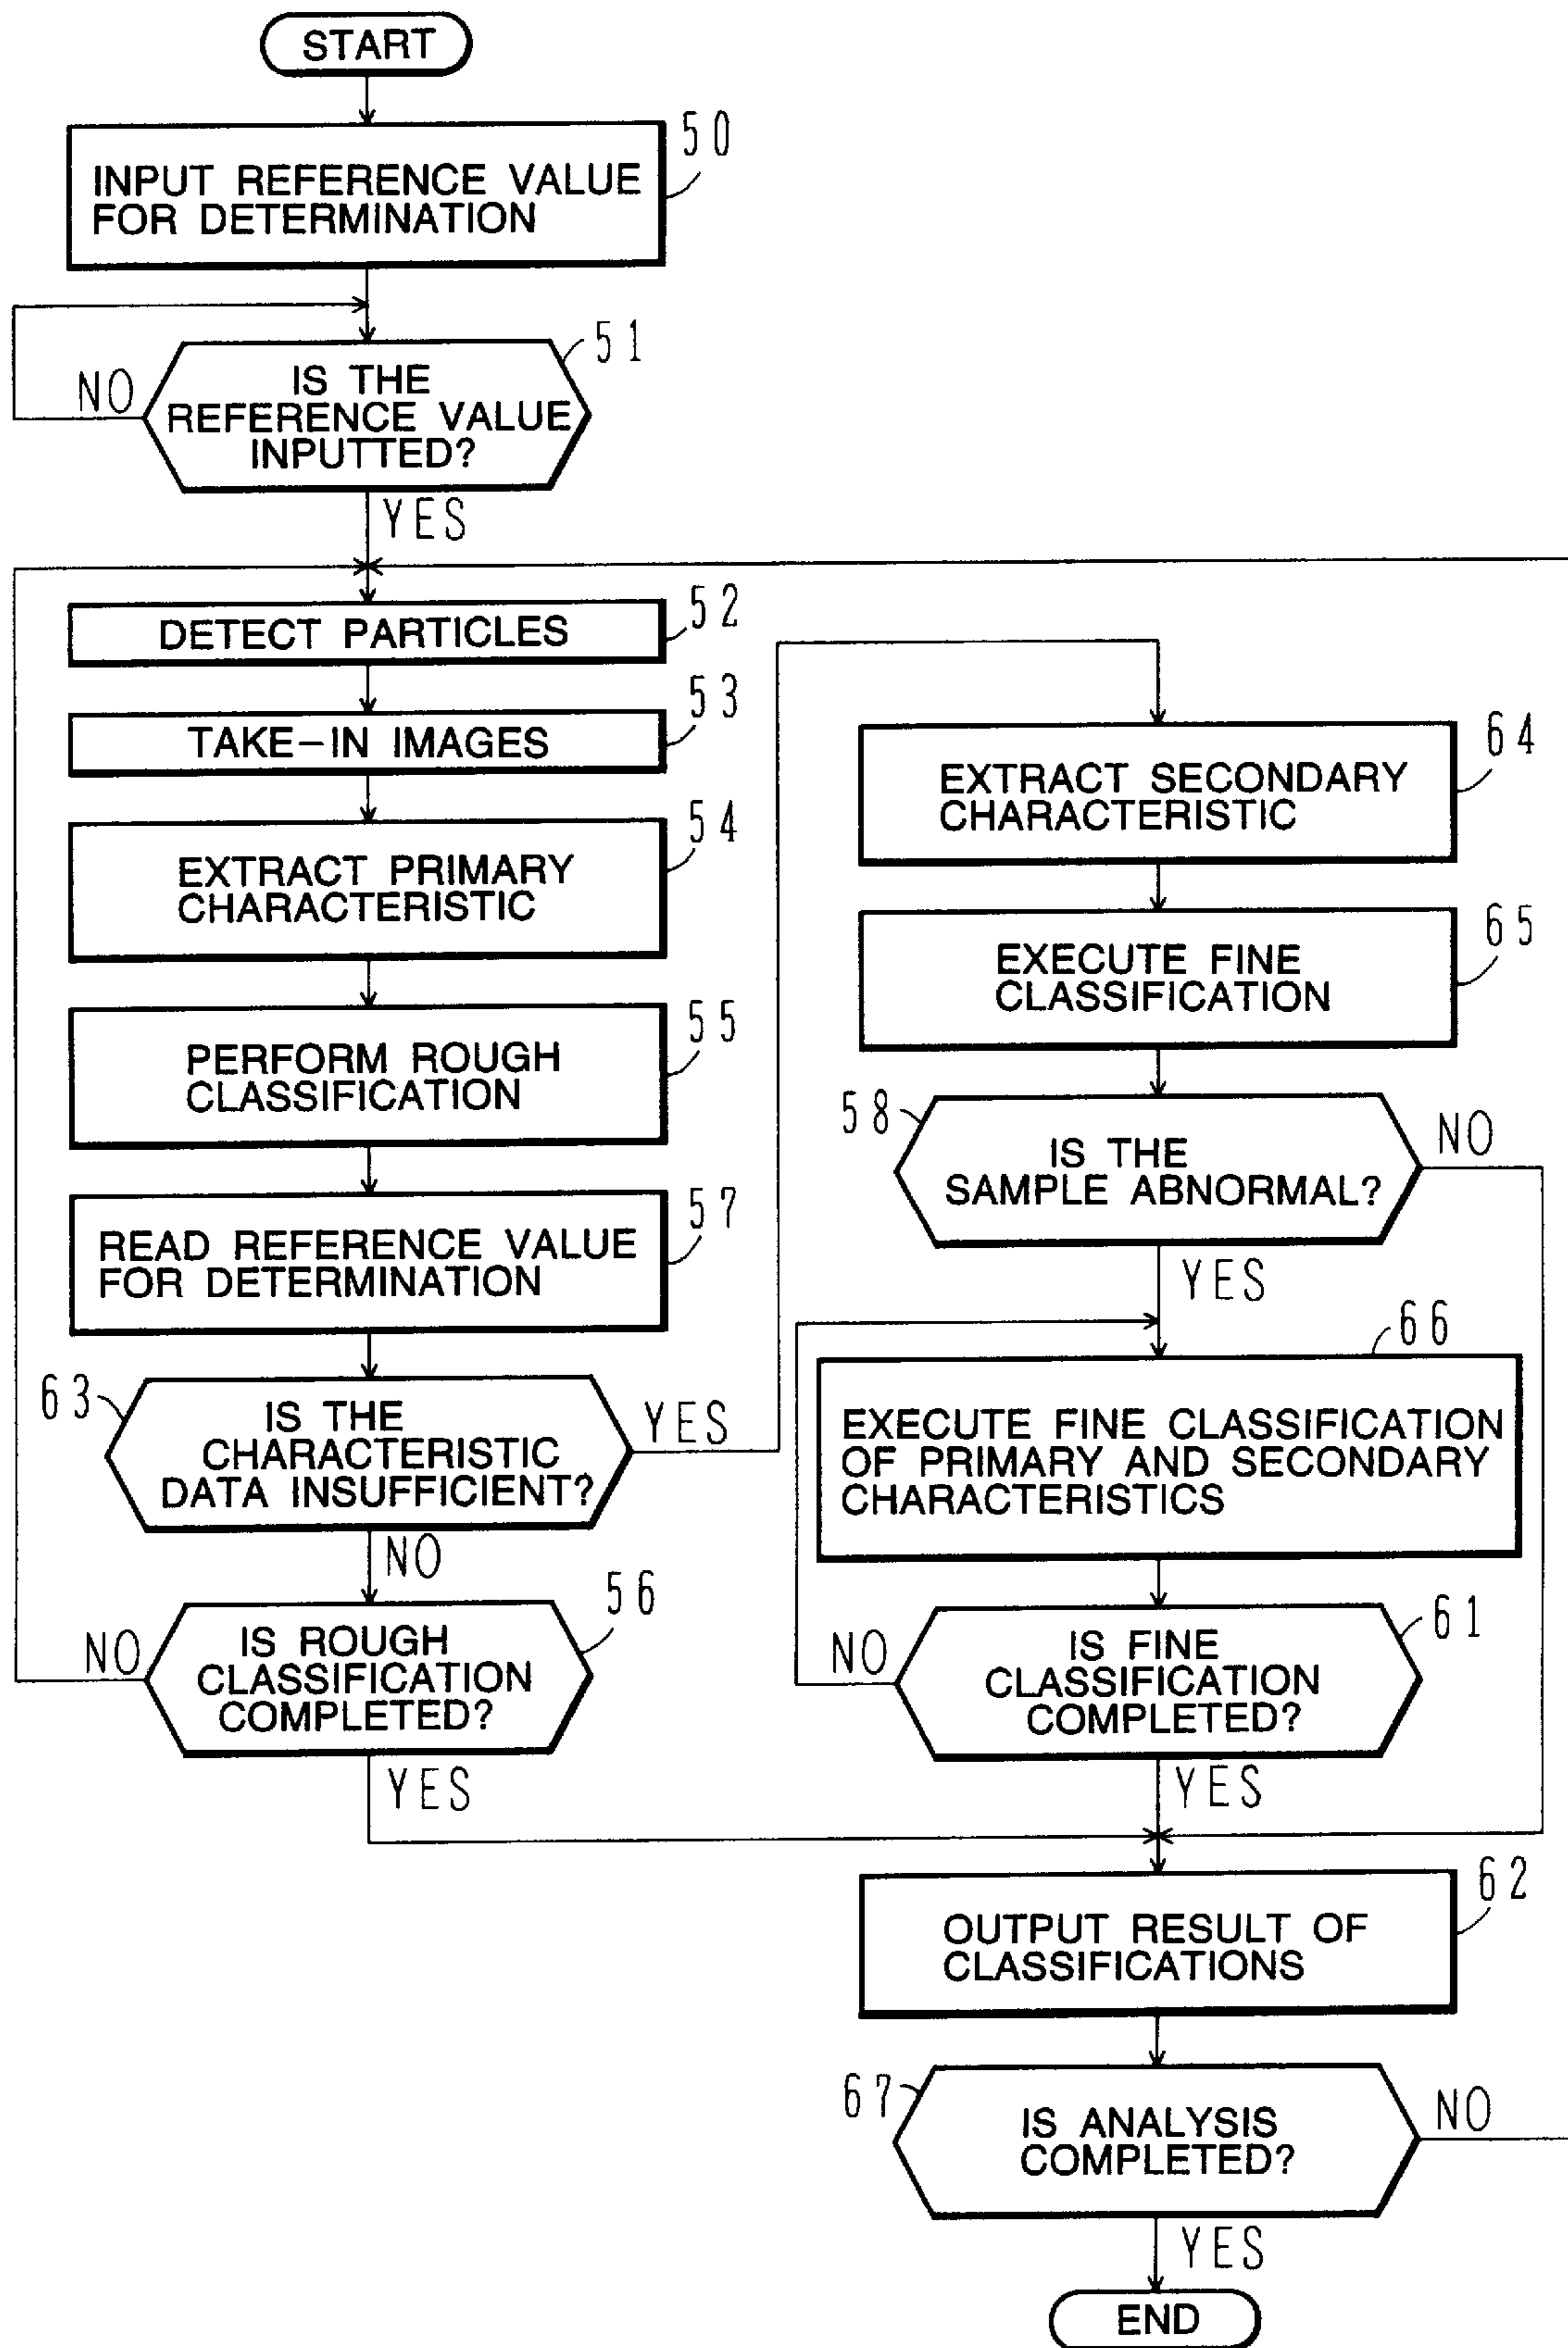 START
50
INPUT REFERENCE VALUE
FOR DETERMINATION
51
IS THE
REFERENCE VALUE
INPUTTED?
NO
YES
52
DETECT PARTICLES
53
TAKE-IN IMAGES
54
EXTRACT PRIMARY
CHARACTERISTIC
55
PERFORM ROUGH
CLASSIFICATION
57
READ REFERENCE VALUE
FOR DETERMINATION
63
IS THE
CHARACTERISTIC
DATA INSUFFICIENT?
YES
NO
56
IS ROUGH
CLASSIFICATION
COMPLETED?
NO
YES
64
EXTRACT SECONDARY
CHARACTERISTIC
65
EXECUTE FINE
CLASSIFICATION
58
IS THE
SAMPLE ABNORMAL?
NO
YES
66
EXECUTE FINE CLASSIFICATION
OF PRIMARY AND SECONDARY
CHARACTERISTICS
61
IS FINE
CLASSIFICATION
COMPLETED?
NO
YES
62
OUTPUT RESULT OF
CLASSIFICATIONS
67
IS ANALYSIS
COMPLETED?
NO
YES
END